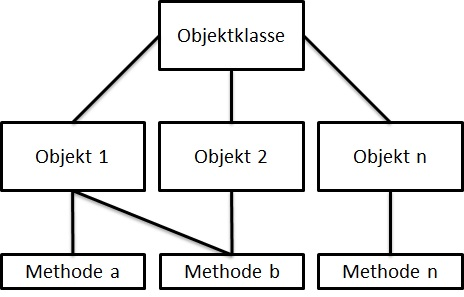 Objektklasse
Objekt 1
Objekt 2
Objekt n
Methode a
Methode b
Methode n